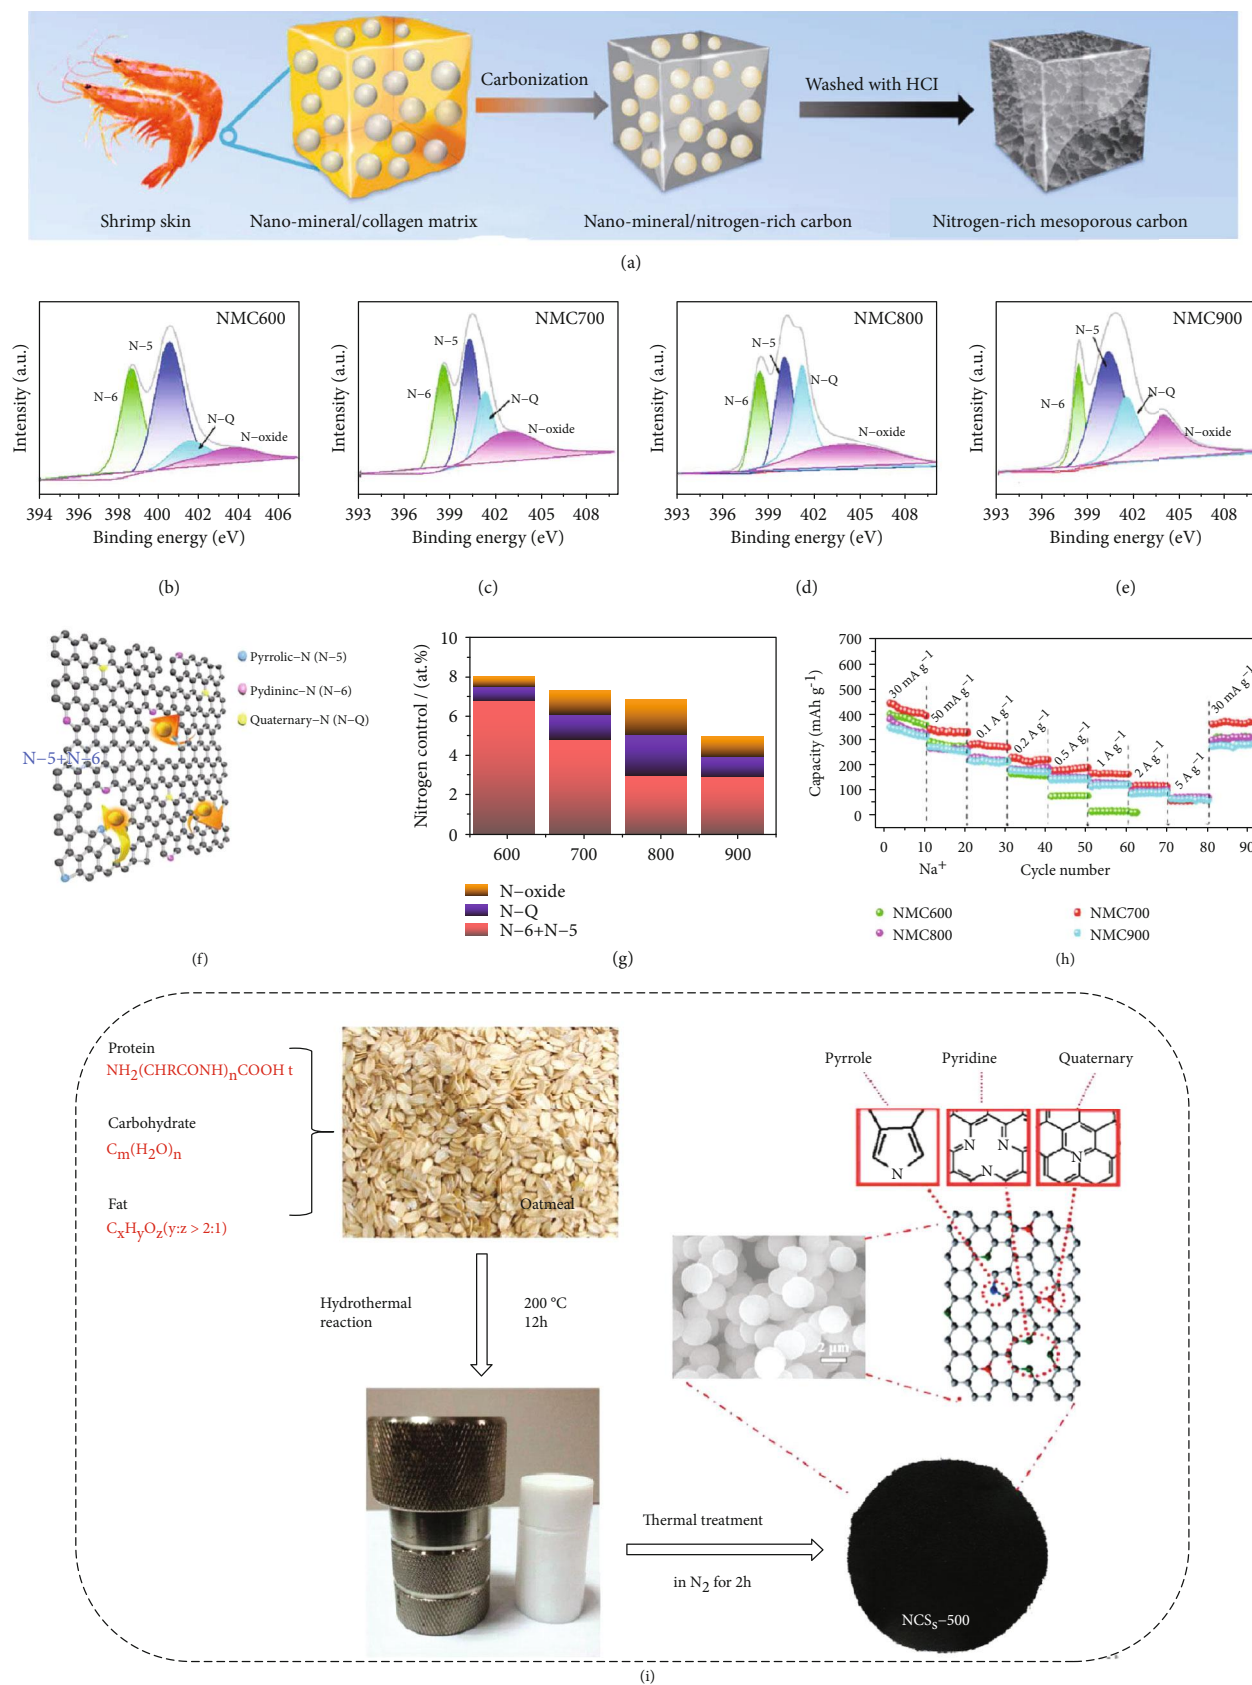 Carbonization
Washed with HCI
Shrimp skin
Nano-mineral/collagen matrix
Nano-mineral/nitrogen-rich carbon
Nitrogen-rich mesoporous carbon
(a)
NMC600
N–5
N–6
N–Q
N–oxide
Intensity (a.u.)
394 396 398 400 402 404 406
Binding energy (eV)
(b)
NMC700
N–5
N–6
N–Q
N–oxide
Intensity (a.u.)
393 396 399 402 405 408
Binding energy (eV)
(c)
NMC800
N–5
N–Q
N–6
N–oxide
Intensity (a.u.)
393 396 399 402 405 408
Binding energy (eV)
(d)
NMC900
N–5
N–6
N–Q
N–oxide
Intensity (a.u.)
393 396 399 402 405 408
Binding energy (eV)
(e)
Pyrrolic–N (N–5)
Pydininc–N (N–6)
Quaternary–N (N–Q)
N–5+N–6
(f)
Nitrogen control / (at.%)
10
8
6
4
2
0
600 700 800 900
N–oxide
N–Q
N–6+N–5
(g)
Capacity (mAh g⁻¹)
700
600
500
400
300
200
100
0
30 mA g⁻¹
50 mA g⁻¹
0.1 A g⁻¹
0.2 A g⁻¹
0.5 A g⁻¹
1 A g⁻¹
2 A g⁻¹
5 A g⁻¹
30 mA g⁻¹
0 10 20 30 40 50 60 70 80 90
Na⁺
Cycle number
NMC600
NMC700
NMC800
NMC900
(h)
Protein
NH₂(CHRCONH)ₙCOOH t
Carbohydrate
Cₘ(H₂O)ₙ
Fat
CₓHᵧO_z(y:z > 2:1)
Oatmeal
Hydrothermal
reaction
200 °C
12h
Thermal treatment
in N₂ for 2h
Pyrrole
Pyridine
Quaternary
N
N N
N
N
2 μm
NCSₛ–500
(i)